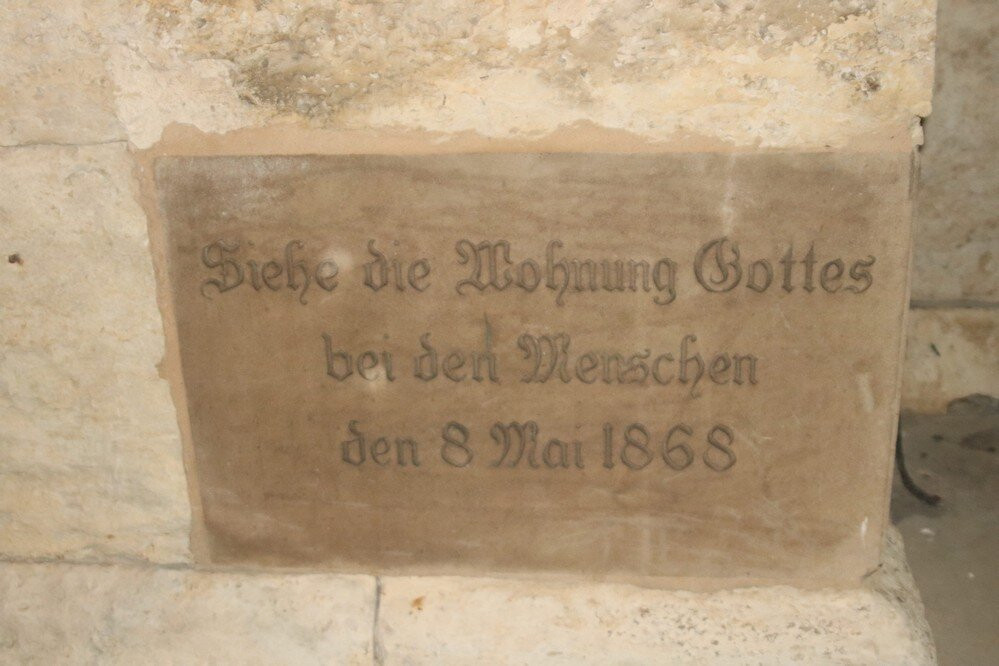 Siehe die Wohnung Gottes
bei den Menschen
den 8 Mai 1868